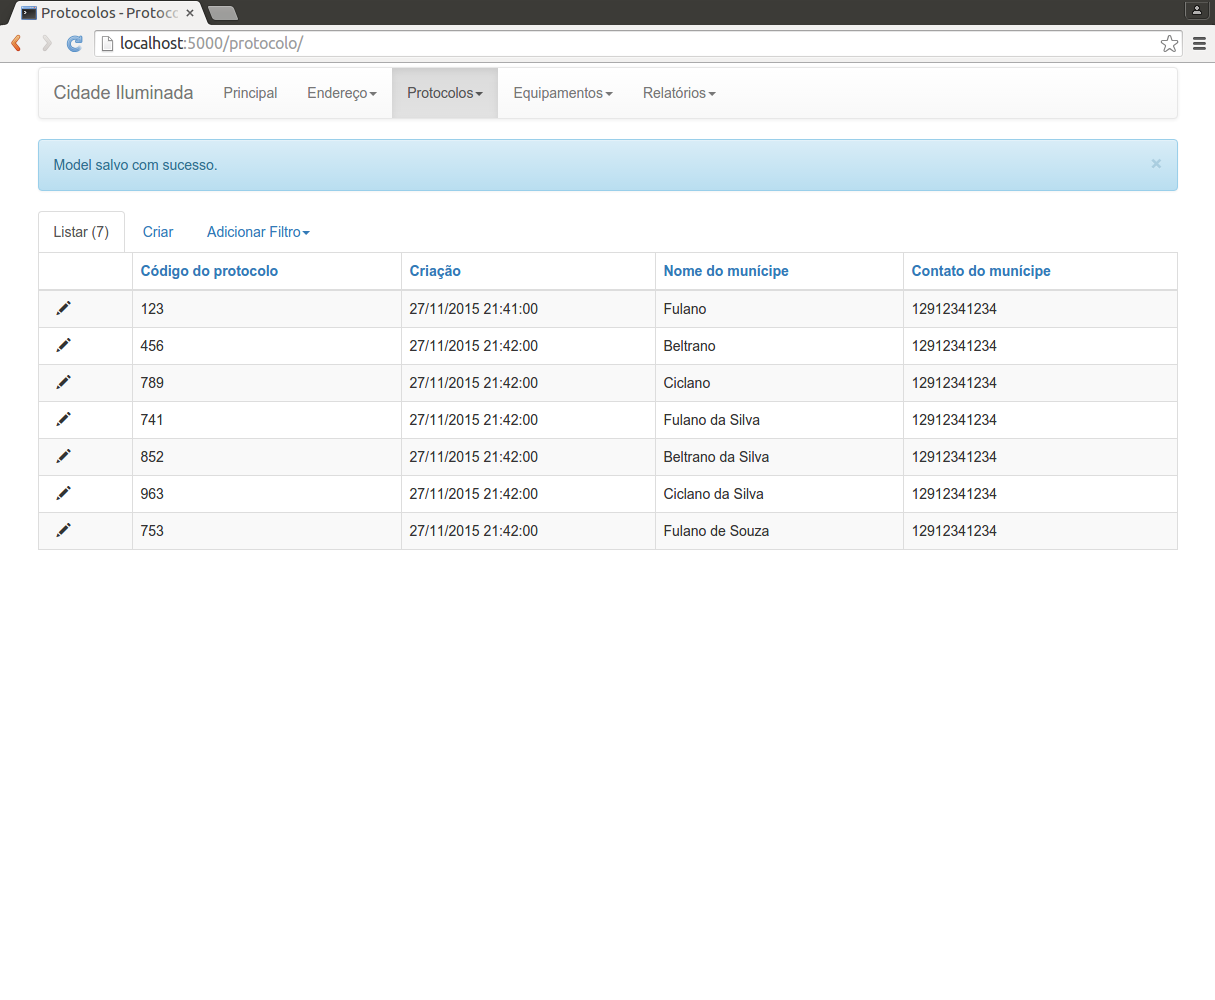 Protocolos - Protoco
localhost:5000/protocolo/
Cidade Iluminada Principal Endereço Protocolos Equipamentos Relatórios
Model salvo com sucesso. ×
Listar (7) Criar Adicionar Filtro
Código do protocolo Criação Nome do munícipe Contato do munícipe
123 27/11/2015 21:41:00 Fulano 12912341234
456 27/11/2015 21:42:00 Beltrano 12912341234
789 27/11/2015 21:42:00 Ciclano 12912341234
741 27/11/2015 21:42:00 Fulano da Silva 12912341234
852 27/11/2015 21:42:00 Beltrano da Silva 12912341234
963 27/11/2015 21:42:00 Ciclano da Silva 12912341234
753 27/11/2015 21:42:00 Fulano de Souza 12912341234